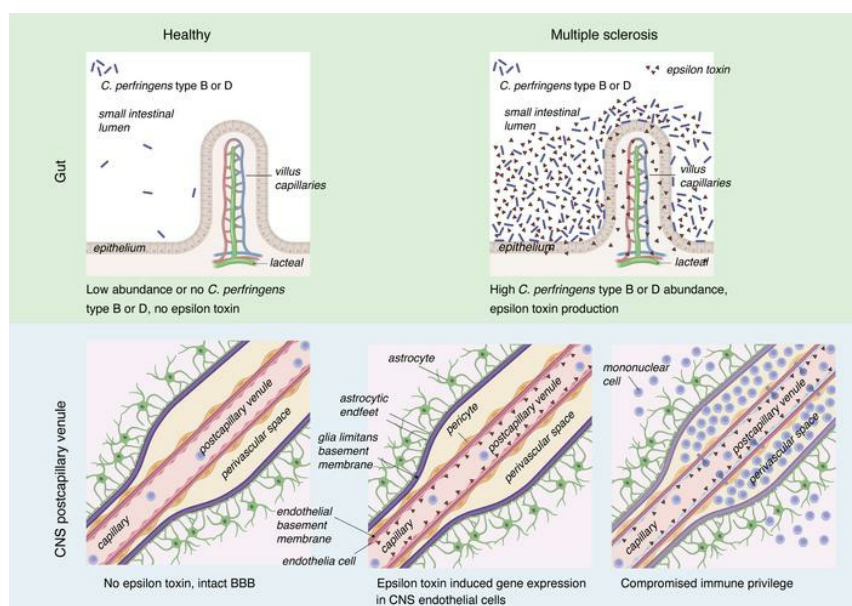 Healthy
Multiple sclerosis
Gut
C. perfringens type B or D
small intestinal
lumen
villus
capillaries
epithelium
lacteal
Low abundance or no C. perfringens
type B or D, no epsilon toxin
epsilon toxin
C. perfringens type B or D
small intestinal
lumen
villus
capillaries
epithelium
lacteal
High C. perfringens type B or D abundance,
epsilon toxin production
CNS postcapillary venule
postcapillary venule
perivascular space
capillary
No epsilon toxin, intact BBB
astrocyte
astrocytic
endfeet
glia limitans
basement
membrane
endothelial
basement
membrane
endothelia cell
pericyte
postcapillary venule
perivascular space
capillary
Epsilon toxin induced gene expression
in CNS endothelial cells
mononuclear
cell
postcapillary venule
perivascular space
capillary
Compromised immune privilege